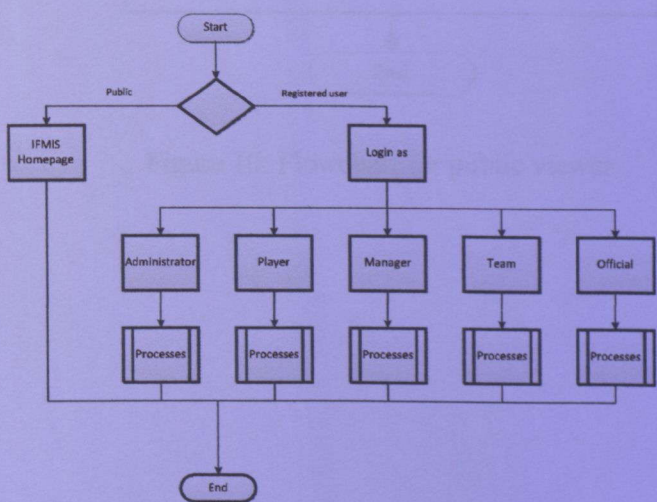 Start
Public
Registered user
IFMIS
Homepage
Login as
Administrator
Player
Manager
Team
Official
Processes
Processes
Processes
Processes
Processes
End